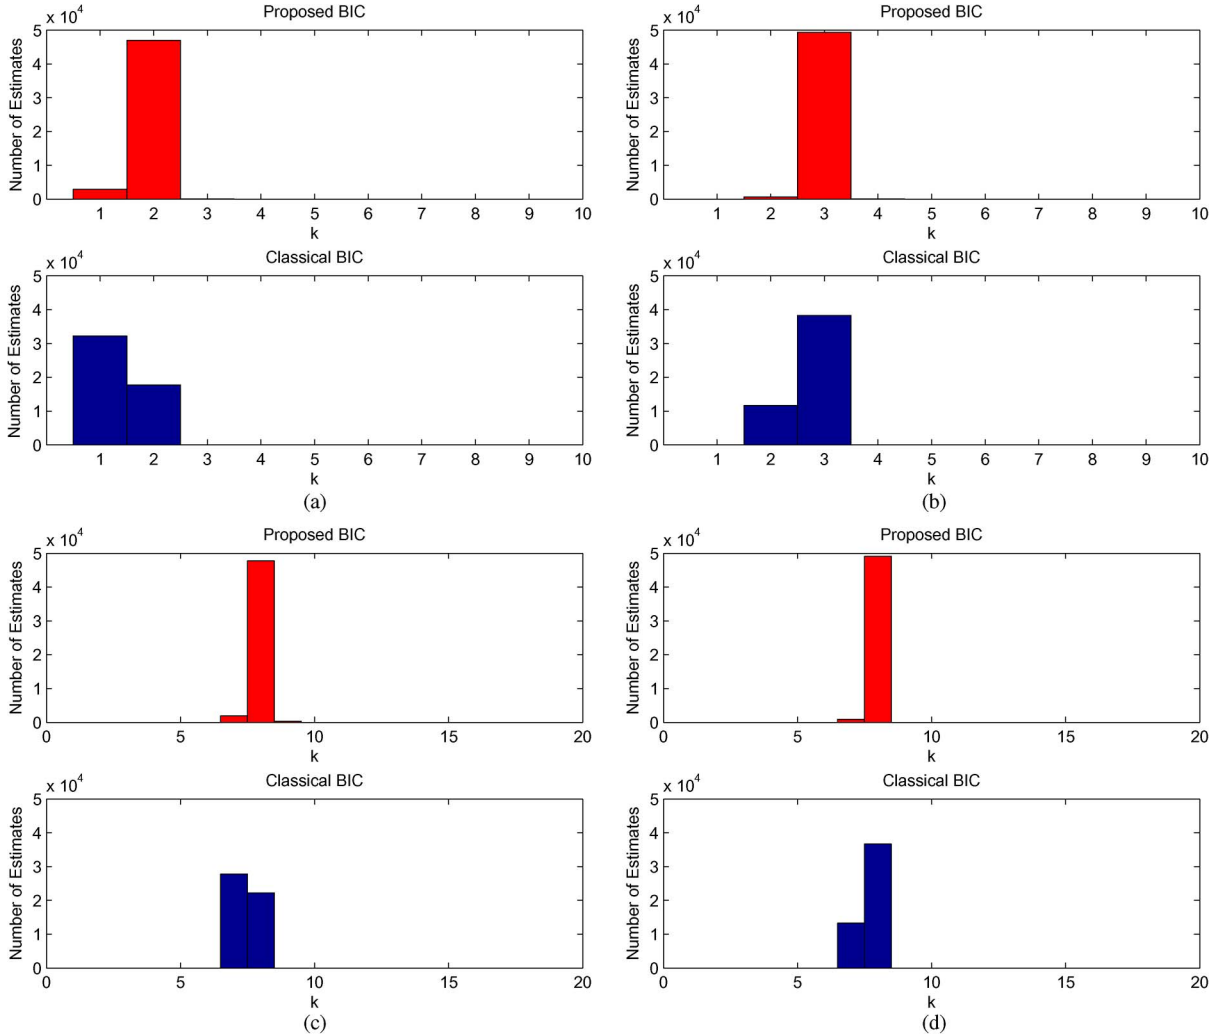 Proposed BIC
x 10^4
Number of Estimates
5
4
3
2
1
0
1 2 3 4 5 6 7 8 9 10
k
Classical BIC
x 10^4
Number of Estimates
5
4
3
2
1
0
1 2 3 4 5 6 7 8 9 10
k
(a)
Proposed BIC
x 10^4
Number of Estimates
5
4
3
2
1
0
1 2 3 4 5 6 7 8 9 10
k
Classical BIC
x 10^4
Number of Estimates
5
4
3
2
1
0
1 2 3 4 5 6 7 8 9 10
k
(b)
Proposed BIC
x 10^4
Number of Estimates
5
4
3
2
1
0
0 5 10 15 20
k
Classical BIC
x 10^4
Number of Estimates
5
4
3
2
1
0
0 5 10 15 20
k
(c)
Proposed BIC
x 10^4
Number of Estimates
5
4
3
2
1
0
0 5 10 15 20
k
Classical BIC
x 10^4
Number of Estimates
5
4
3
2
1
0
0 5 10 15 20
k
(d)